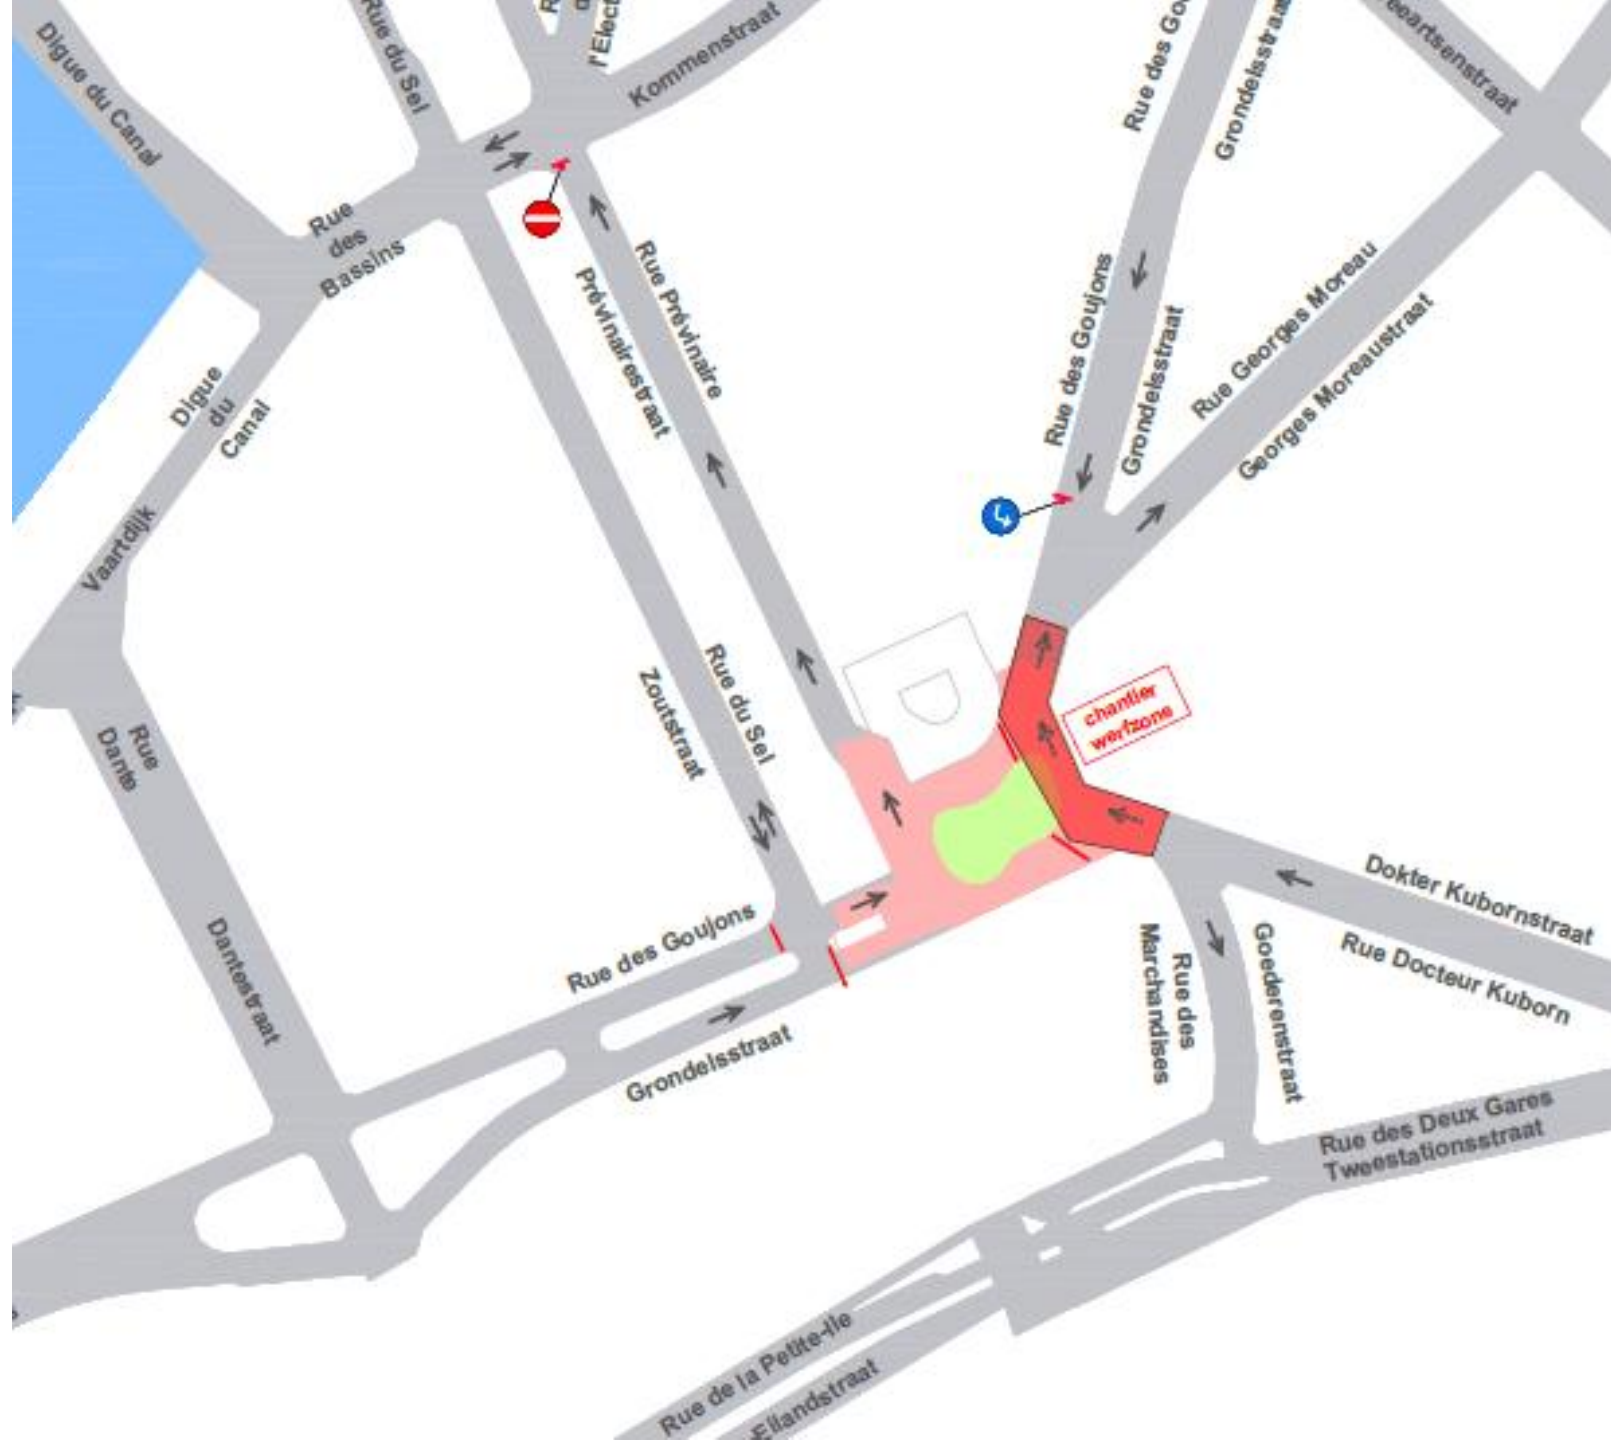 Digue du Canal
Rue du Sel
l'Elect
Kommenstraat
Rue des Go
Grondelsstraat
Rue
des
Bassins
Prévinairestraat
Rue Prévinaire
Rue des Goujons
Grondelsstraat
Rue Georges Moreau
Georges Moreaustraat
Digue
du
Canal
Vaartdijk
Zoutstraat
Rue du Sel
chantier
werfzone
Rue
Dante
Dantestraat
Rue des Goujons
Grondelsstraat
Dokter Kubornstraat
Rue Docteur Kuborn
Rue des
Marchandises
Goederenstraat
Rue des Deux Gares
Tweestationsstraat
Rue de la Petite-Ile
Eilandstraat